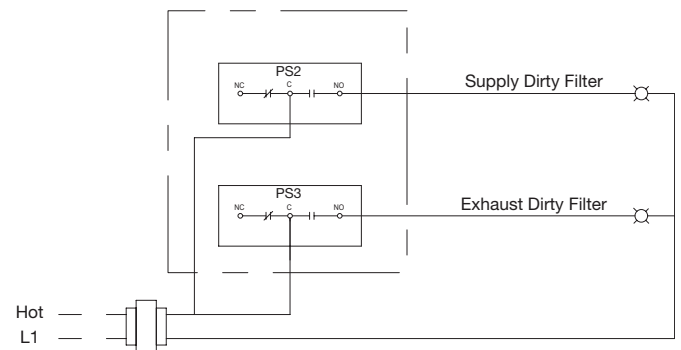 PS2
NC C NO
Supply Dirty Filter
PS3
NC C NO
Exhaust Dirty Filter
Hot
L1